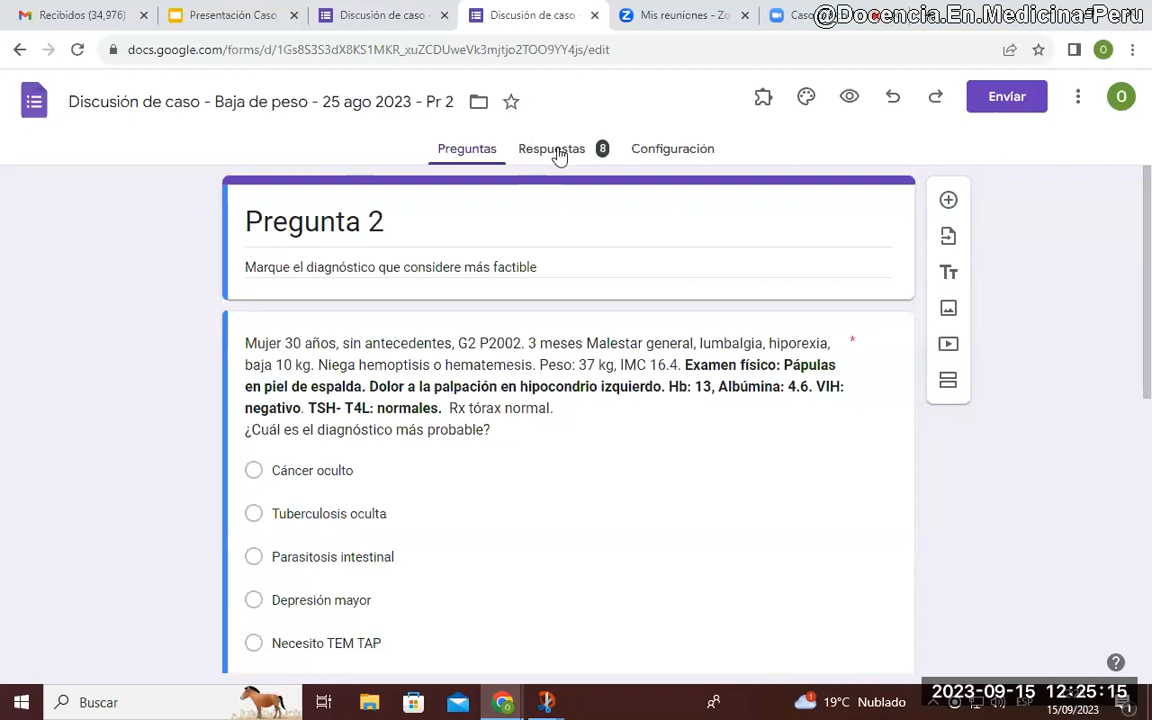 Recibidos (34,976)
Presentación Caso
Discusión de caso -
Discusión de caso -
Mis reuniones - Zo
@Docencia.En.Medicina-Peru
docs.google.com/forms/d/1Gs8S3S3dX8KS1MKR_xuZCDUweVk3mjtjo2TOO9YY4js/edit
O
Discusión de caso - Baja de peso - 25 ago 2023 - Pr 2
Enviar
O
Preguntas
Respuestas
8
Configuración
Pregunta 2
Marque el diagnóstico que considere más factible
Mujer 30 años, sin antecedentes, G2 P2002. 3 meses Malestar general, lumbalgia, hiporexia, *
baja 10 kg. Niega hemoptisis o hematemesis. Peso: 37 kg, IMC 16.4. Examen físico: Pápulas
en piel de espalda. Dolor a la palpación en hipocondrio izquierdo. Hb: 13, Albúmina: 4.6. VIH:
negativo. TSH- T4L: normales. Rx tórax normal.
¿Cuál es el diagnóstico más probable?
Cáncer oculto
Tuberculosis oculta
Parasitosis intestinal
Depresión mayor
Necesito TEM TAP
Buscar
19°C Nublado
2023-09-15 12:25:15
ESP
15/09/2023